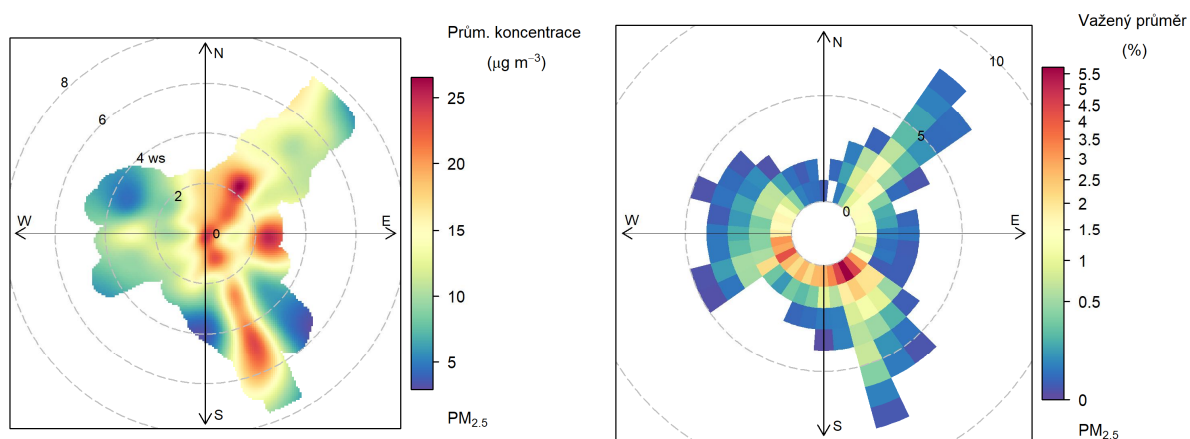 Prům. koncentrace
(µg m⁻³)
N
8
6
4 ws
2
0
W
E
S
25
20
15
10
5
PM₂.₅
Vážený průměr
(%)
N
10
5
0
W
E
S
5.5
5
4.5
4
3.5
3
2.5
2
1.5
1
0.5
0
PM₂.₅